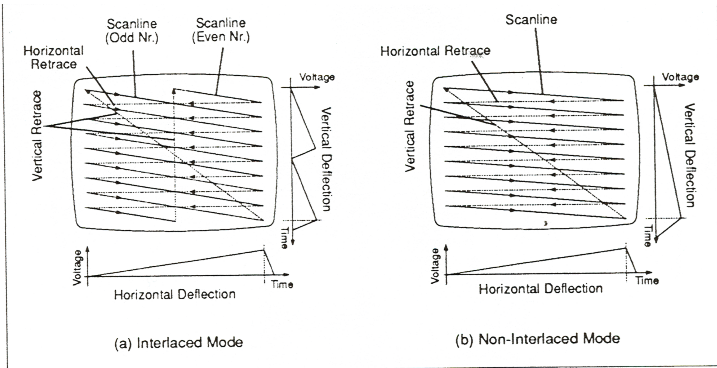 Scanline
(Odd Nr.)
Scanline
(Even Nr.)
Horizontal
Retrace
Vertical Retrace
Voltage
Vertical Deflection
Time
Voltage
Horizontal Deflection
Time
(a) Interlaced Mode
Scanline
Horizontal Retrace
Vertical Retrace
Voltage
Vertical Deflection
Time
Voltage
Horizontal Deflection
Time
(b) Non-Interlaced Mode